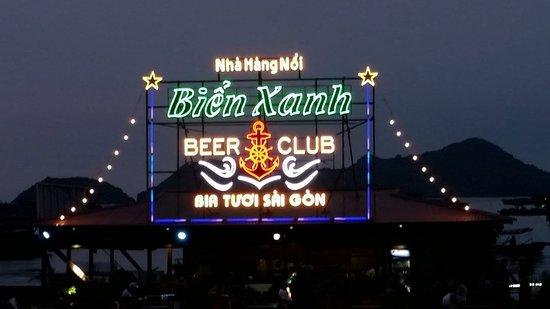 Nhà Hàng Nổi
Biển Xanh
BEER CLUB
BIA TƯƠI SÀI GÒN